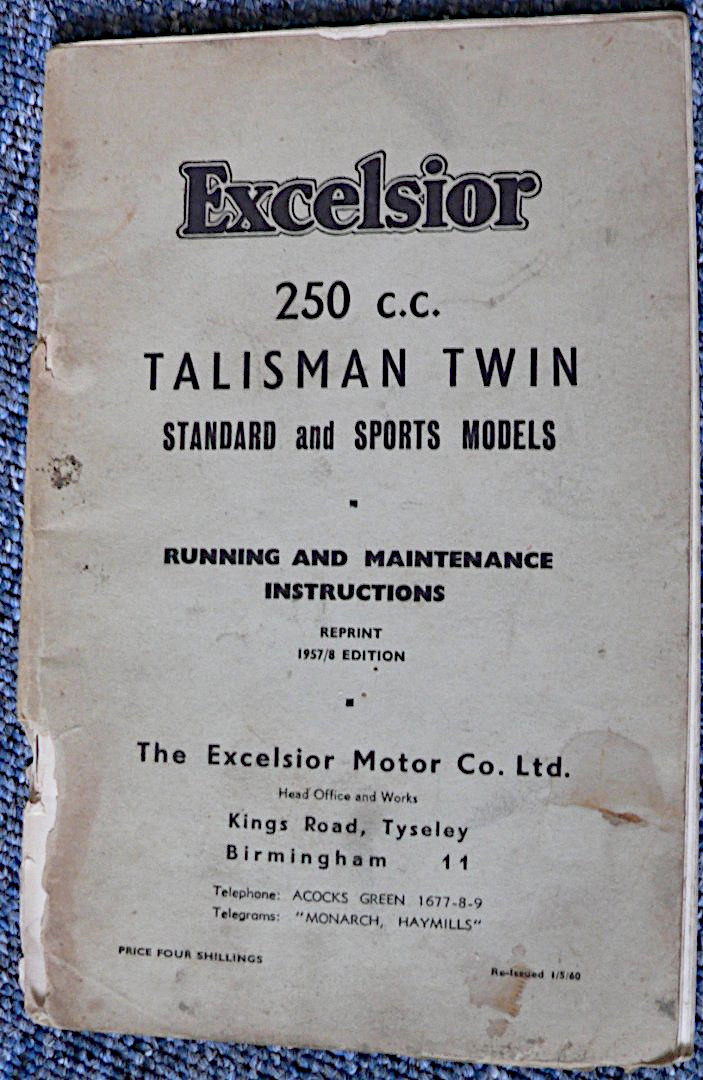 Excelsior
250 c.c.
TALISMAN TWIN
STANDARD and SPORTS MODELS
RUNNING AND MAINTENANCE
INSTRUCTIONS
REPRINT
1957/8 EDITION
The Excelsior Motor Co. Ltd.
Head Office and Works
Kings Road, Tyseley
Birmingham 11
Telephone: ACOCKS GREEN 1677-8-9
Telegrams: "MONARCH, HAYMILLS"
PRICE FOUR SHILLINGS
Re-Issued 1/5/60